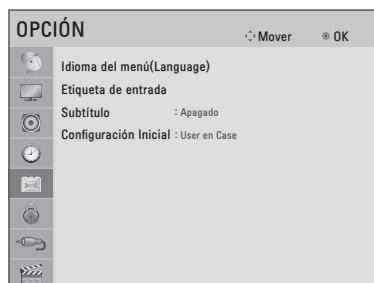 OPCIÓN
Mover OK
Idioma del menú(Language)
Etiqueta de entrada
Subtítulo : Apagado
Configuración Inicial : User en Case